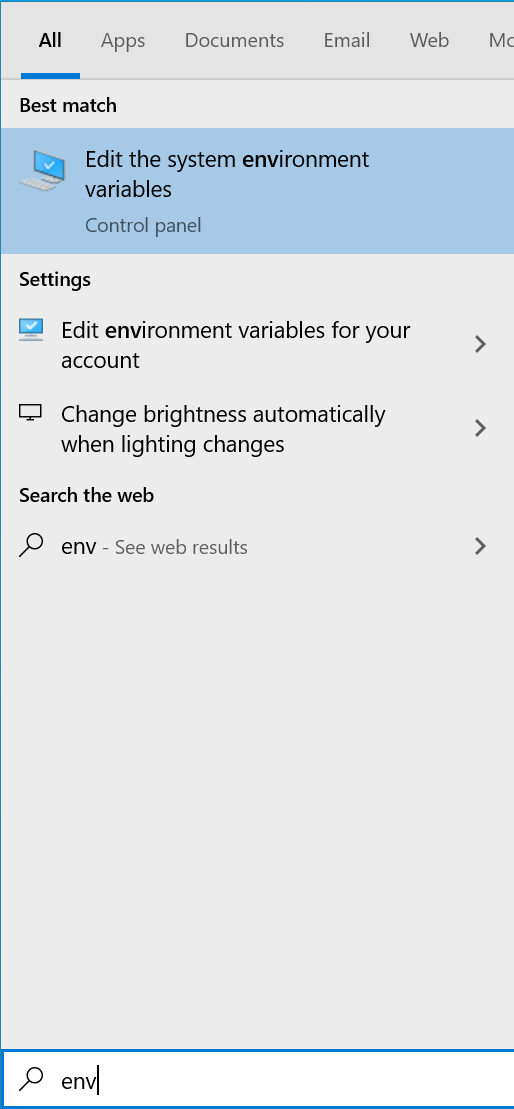 All Apps Documents Email Web
Best match
Edit the system environment
variables
Control panel
Settings
Edit environment variables for your
account
Change brightness automatically
when lighting changes
Search the web
env - See web results
env